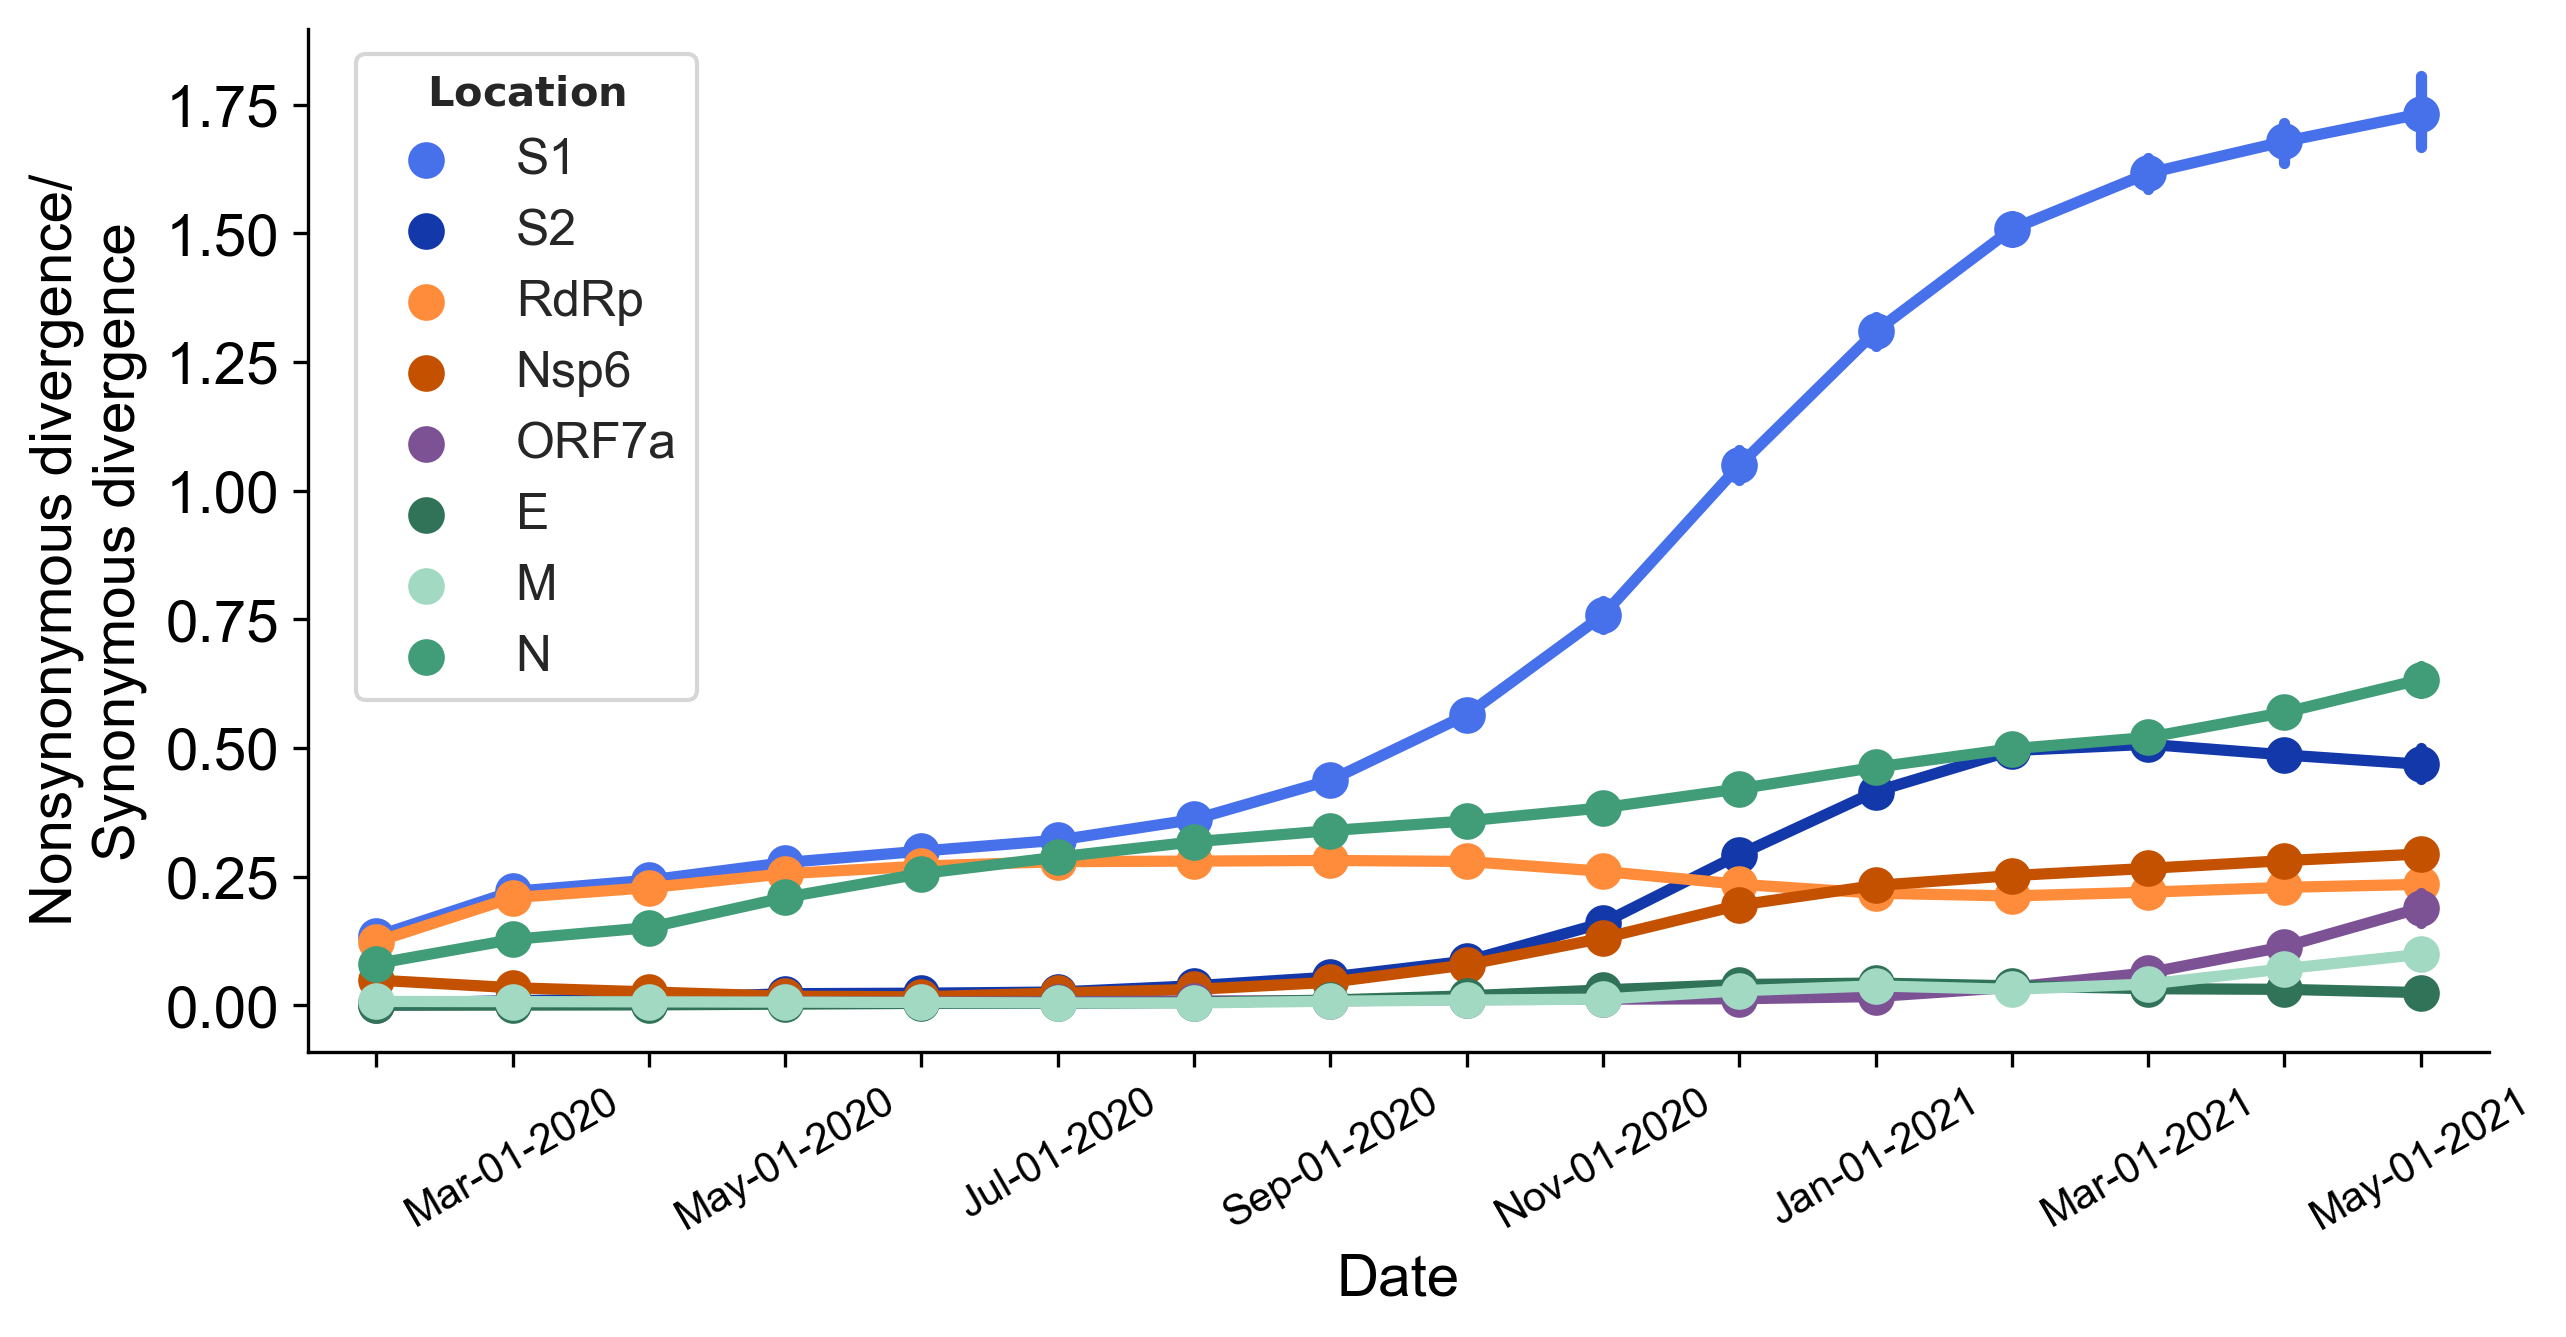 Nonsynonymous divergence/
Synonymous divergence
1.75
1.50
1.25
1.00
0.75
0.50
0.25
0.00
Location
S1
S2
RdRp
Nsp6
ORF7a
E
M
N
Mar-01-2020
May-01-2020
Jul-01-2020
Sep-01-2020
Nov-01-2020
Jan-01-2021
Mar-01-2021
May-01-2021
Date